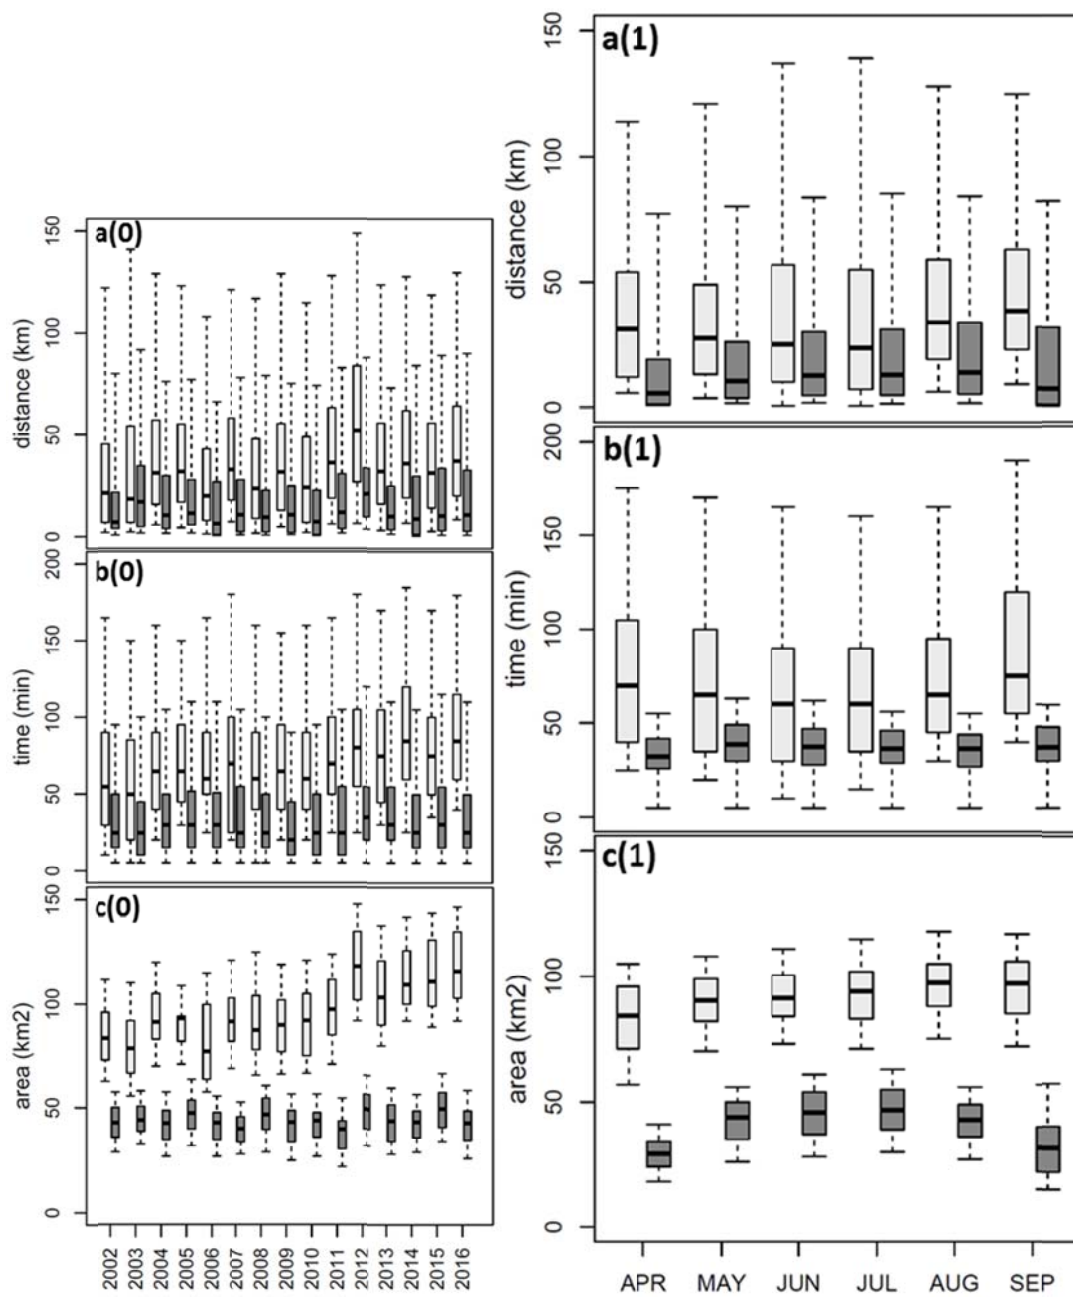 a(0)
distance (km)
150
100
50
0
b(0)
time (min)
200
150
100
50
0
c(0)
area (km2)
150
100
50
0
2002 2003 2004 2005 2006 2007 2008 2009 2010 2011 2012 2013 2014 2015 2016
a(1)
distance (km)
150
100
50
0
b(1)
time (min)
200
150
100
50
0
c(1)
area (km2)
150
100
50
0
APR MAY JUN JUL AUG SEP